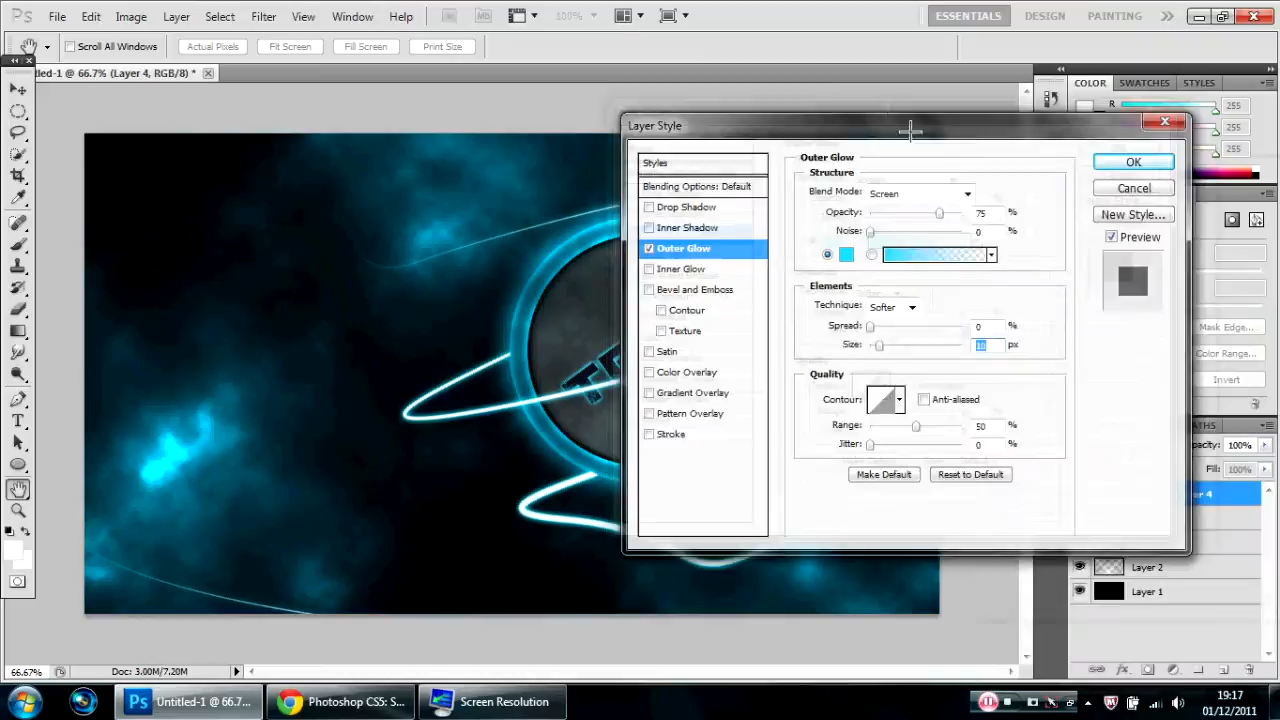 Ps File Edit Image Layer Select Filter View Window Help Mb 100% ESSENTIALS DESIGN PAINTING
Scroll All Windows Actual Pixels Fit Screen Fill Screen Print Size
tled-1 @ 66.7% (Layer 4, RGB/8) *
COLOR SWATCHES STYLES
R 255
255
255
Layer Style
Styles
Blending Options: Default
Drop Shadow
Inner Shadow
Outer Glow
Inner Glow
Bevel and Emboss
Contour
Texture
Satin
Color Overlay
Gradient Overlay
Pattern Overlay
Stroke
Outer Glow
Structure
Blend Mode: Screen
Opacity: 75 %
Noise: 0 %
Elements
Technique: Softer
Spread: 0 %
Size: 10 px
Quality
Contour: Anti-aliased
Range: 50 %
Jitter: 0 %
Make Default Reset to Default
OK
Cancel
New Style...
Preview
Mask Edge...
Color Range...
Invert
ATHS
pacity: 100%
Fill: 100%
er 4
Layer 2
Layer 1
66.67% Doc: 3.00M/7.20M
Ps Untitled-1 @ 66.7... Photoshop CS5: S... Screen Resolution
19:17
01/12/2011